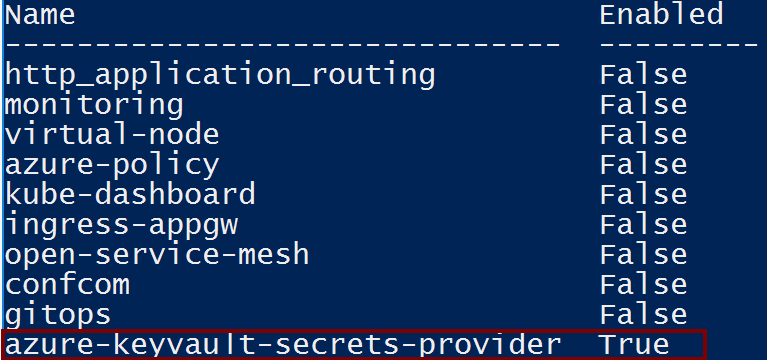 Name Enabled
------------------------------- ---------
http_application_routing False
monitoring False
virtual-node False
azure-policy False
kube-dashboard False
ingress-appgw False
open-service-mesh False
confcom False
gitops False
azure-keyvault-secrets-provider True